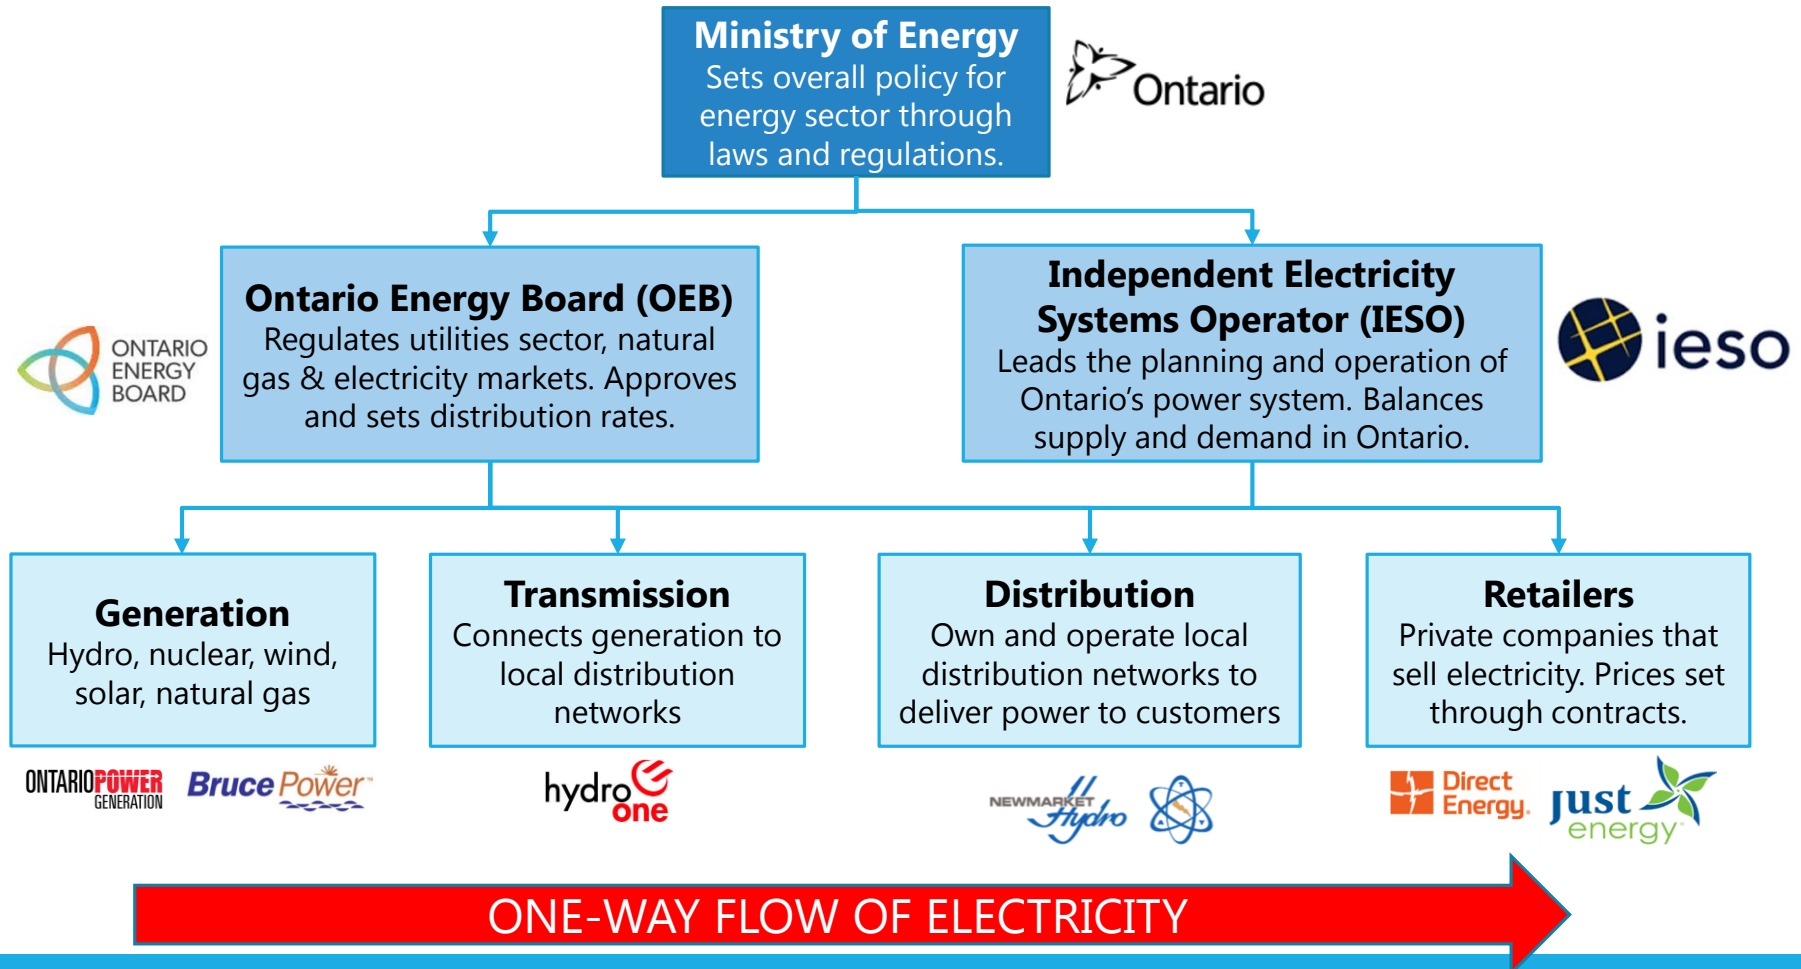 Ministry of Energy
Sets overall policy for
energy sector through
laws and regulations.
Ontario
Ontario Energy Board (OEB)
Regulates utilities sector, natural
gas & electricity markets. Approves
and sets distribution rates.
ONTARIO
ENERGY
BOARD
Independent Electricity
Systems Operator (IESO)
Leads the planning and operation of
Ontario’s power system. Balances
supply and demand in Ontario.
ieso
Generation
Hydro, nuclear, wind,
solar, natural gas
Transmission
Connects generation to
local distribution
networks
Distribution
Own and operate local
distribution networks to
deliver power to customers
Retailers
Private companies that
sell electricity. Prices set
through contracts.
ONTARIOPOWER
GENERATION
Bruce Power™
hydro
one
NEWMARKET
Hydro
Direct
Energy.
just
energy
ONE-WAY FLOW OF ELECTRICITY